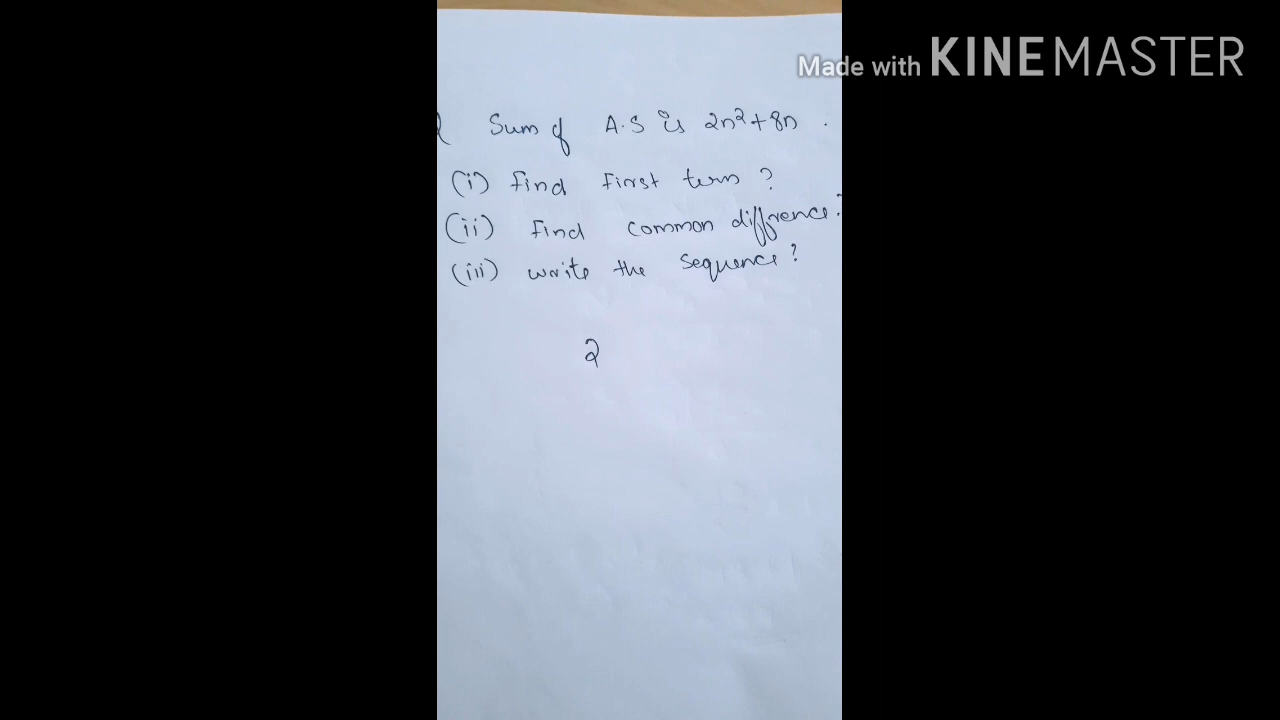 Made with KINEMASTER
Sum of A.S is 2n²+8n .
(i) Find First term ?
(ii) Find common diffrence ?
(iii) write the sequence ?
2